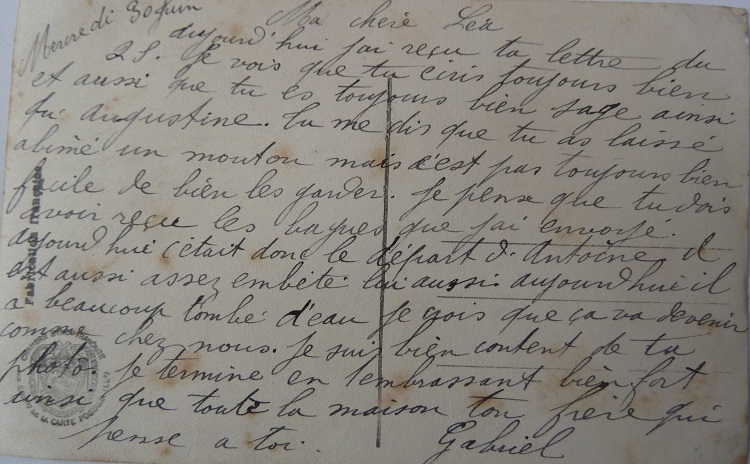 Mercredi 30 Juin
Ma chère Léa
aujourd'hui j'ai reçu ta lettre du
25. Je vois que tu ecris toujours bien
et aussi que tu es toujours bien sage ainsi
qu'augustine. Tu me dis que tu as laissé
abîmé un mouton mais c'est pas toujours bien
facile de bien les garder. Je pense que tu dois
avoir reçu les bagues que j'ai envoyé.
aujourd'hui c'était donc le départ d'Antoine il
est aussi assez embêté lui aussi. aujourd'hui il
a beaucoup tombé d'eau je crois que ça va devenir
comme chez nous. Je suis bien content de ta
photo. Je termine en t'embrassant bien fort
ainsi que toute la maison ton frère qui
pense a toi. Gabriel
Fabrication française
DE LA CARTE POSTALE